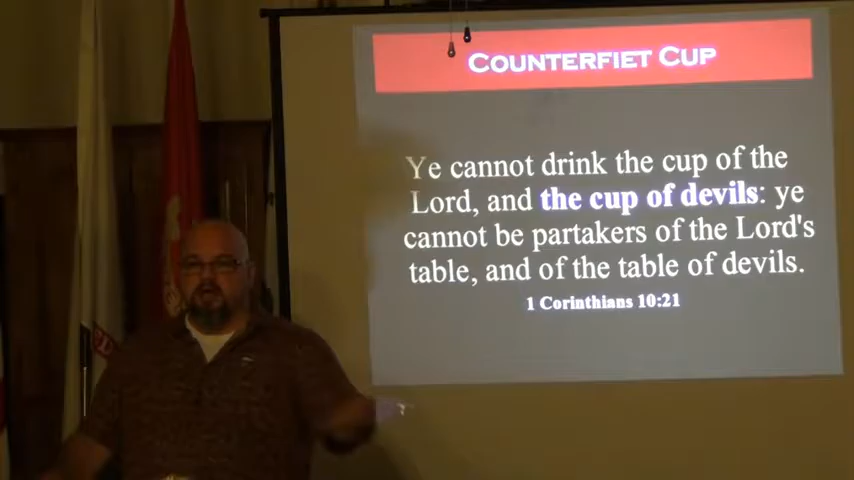 COUNTERFIET CUP
Ye cannot drink the cup of the
Lord, and the cup of devils: ye
cannot be partakers of the Lord's
table, and of the table of devils.
1 Corinthians 10:21